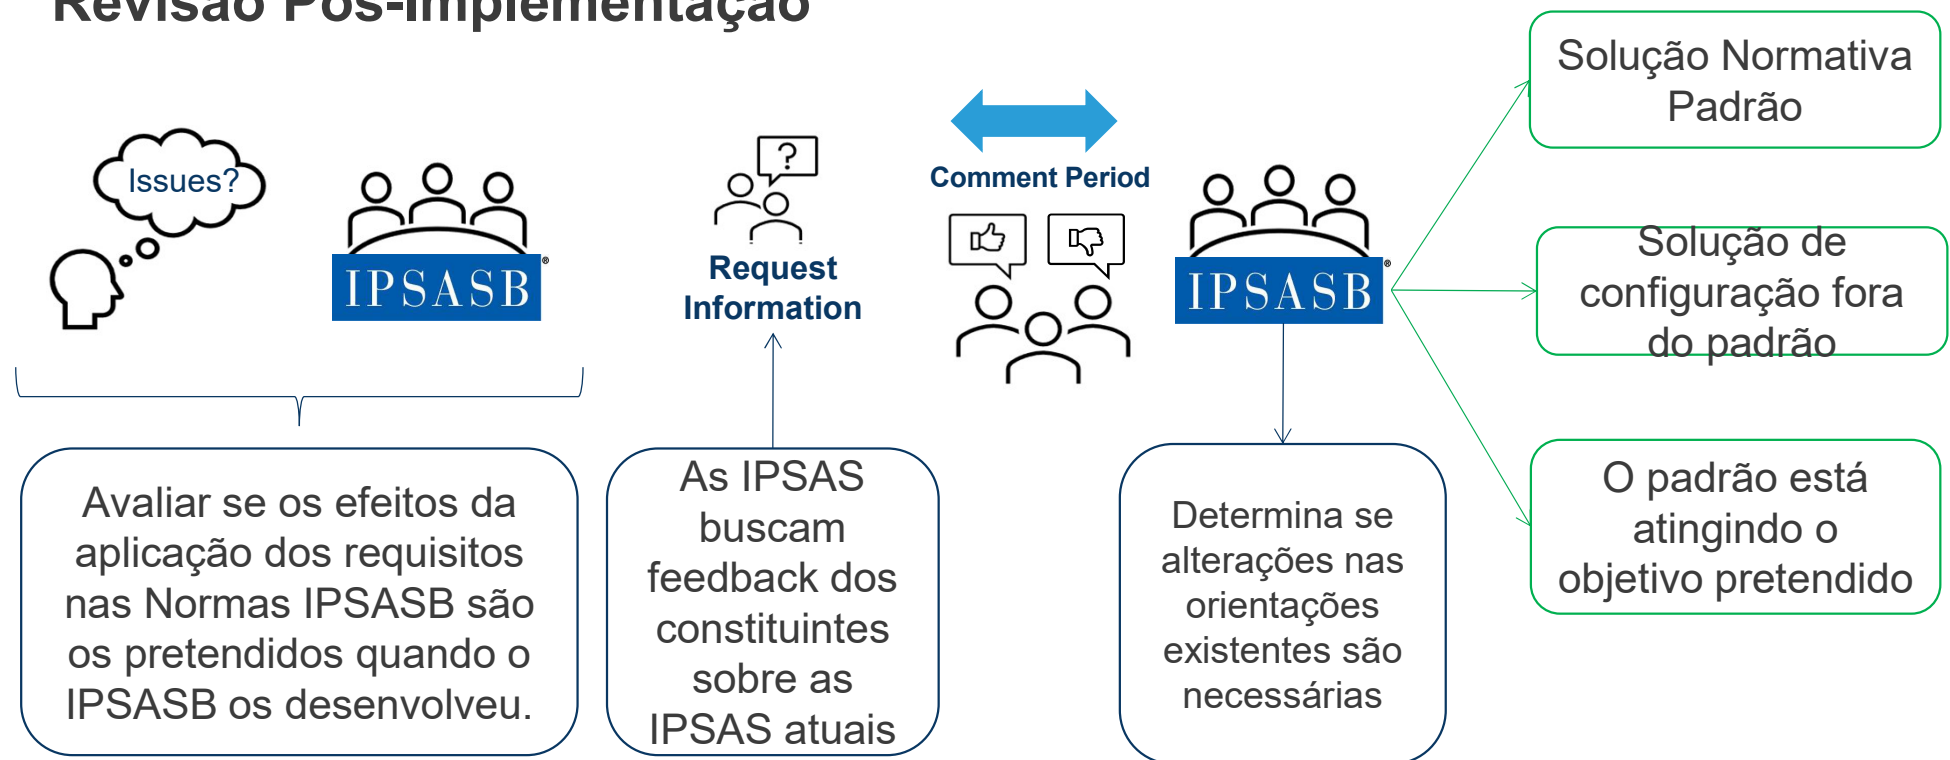 Revisão Pós-Implementação
Issues?
IPSASB®
Request
Information
Comment Period
?
IPSASB®
Solução Normativa
Padrão
Solução de
configuração fora
do padrão
O padrão está
atingindo o
objetivo pretendido
Avaliar se os efeitos da
aplicação dos requisitos
nas Normas IPSASB são
os pretendidos quando o
IPSASB os desenvolveu.
As IPSAS
buscam
feedback dos
constituintes
sobre as
IPSAS atuais
Determina se
alterações nas
orientações
existentes são
necessárias